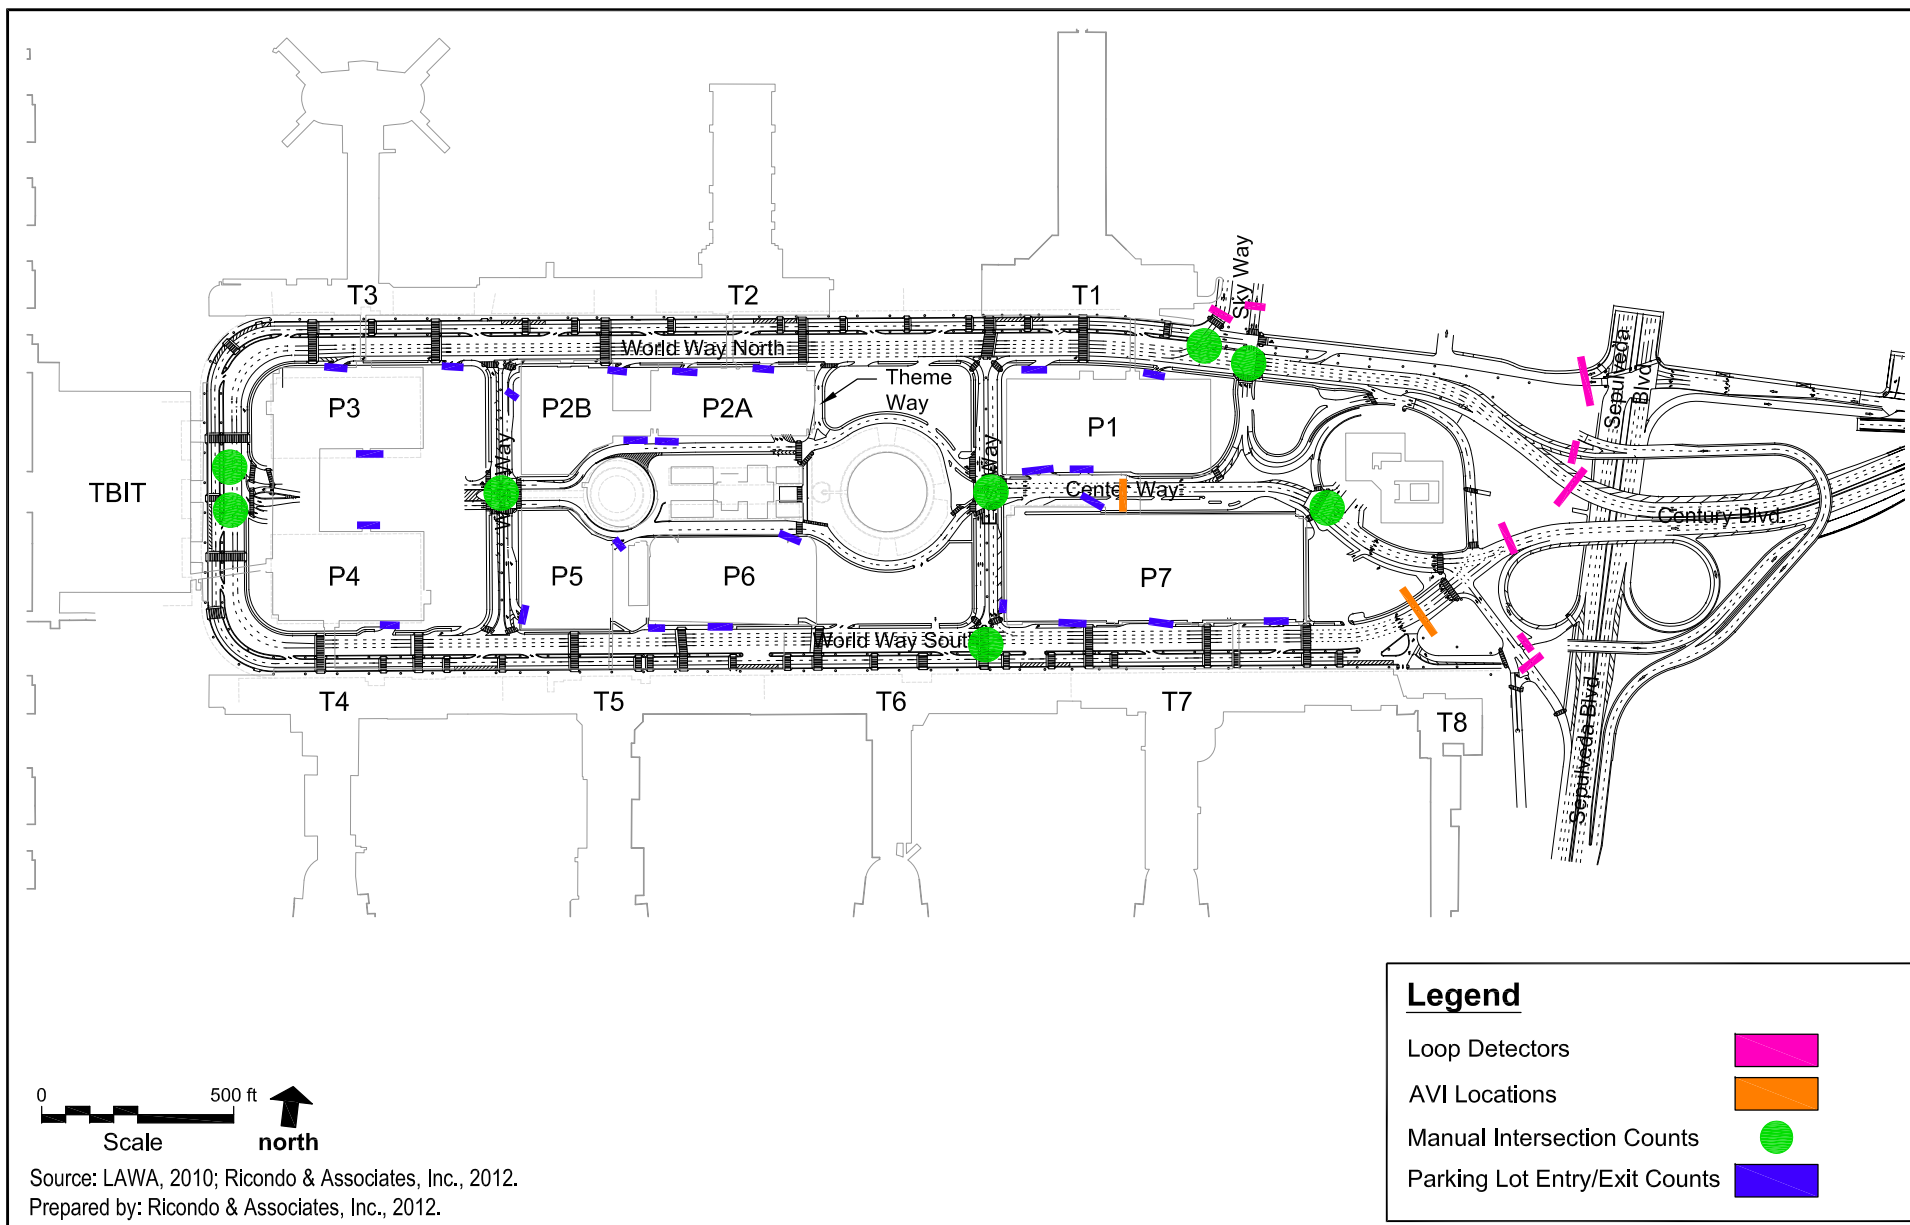 T3
T2
T1
Sky Way
World Way North
Theme
Way
Sepulveda
Blvd.
P3
P2B
P2A
P1
TBIT
Center Way
Century Blvd.
P4
P5
P6
P7
World Way South
T4
T5
T6
T7
T8
Sepulveda Blvd.
Legend
Loop Detectors
AVI Locations
Manual Intersection Counts
Parking Lot Entry/Exit Counts
0 500 ft
Scale
north
Source: LAWA, 2010; Ricondo & Associates, Inc., 2012.
Prepared by: Ricondo & Associates, Inc., 2012.